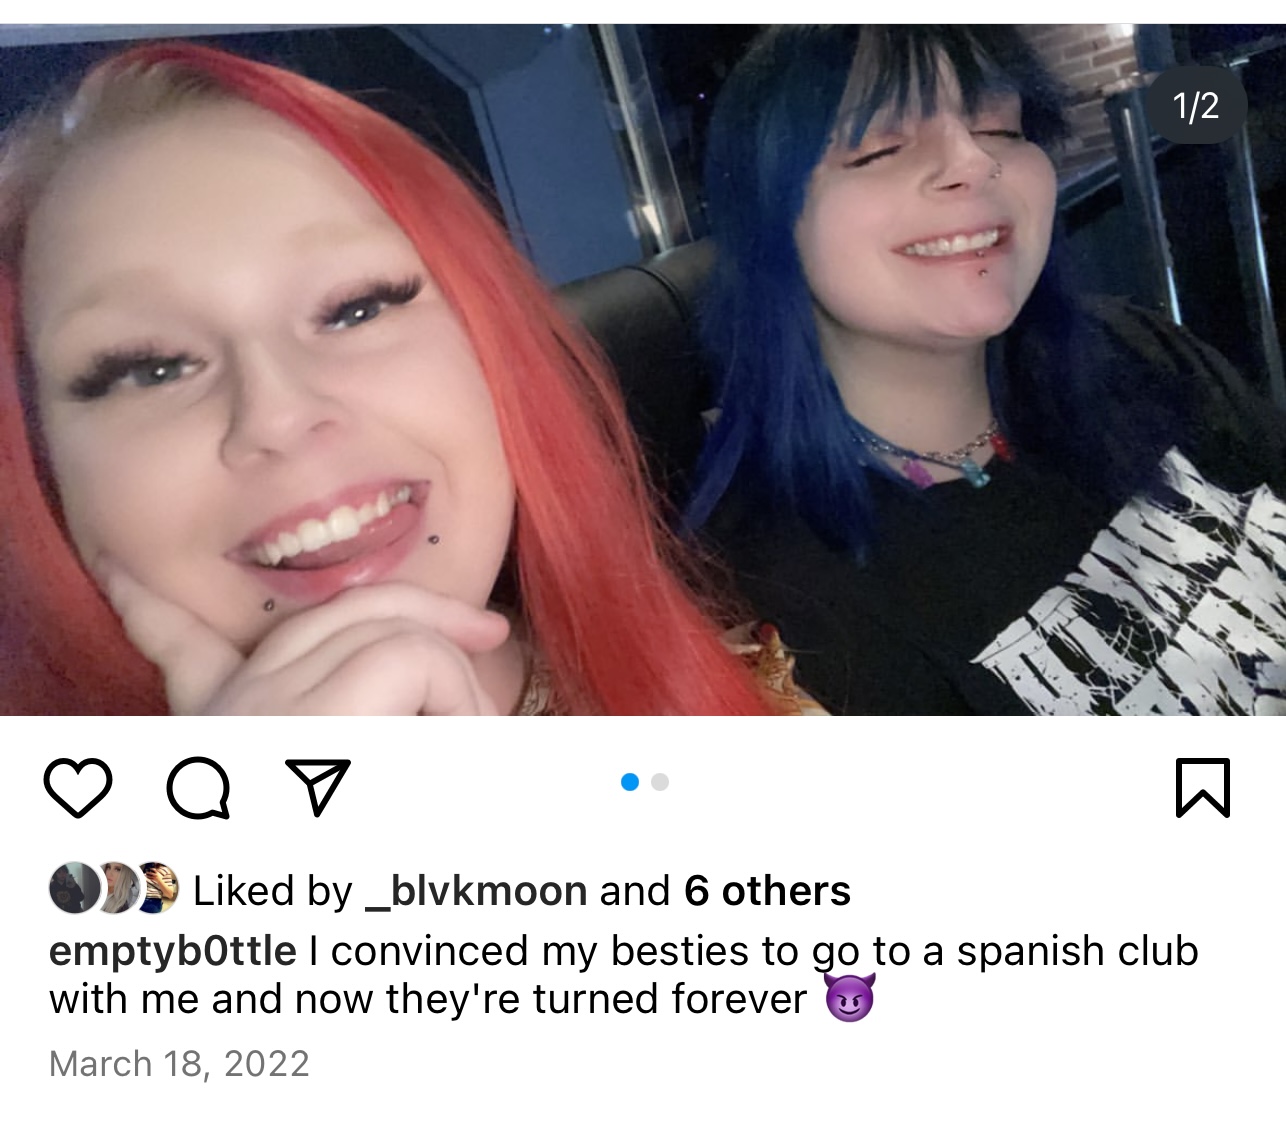 1/2
Liked by _blvkmoon and 6 others
emptyb0ttle I convinced my besties to go to a spanish club
with me and now they're turned forever 😈
March 18, 2022